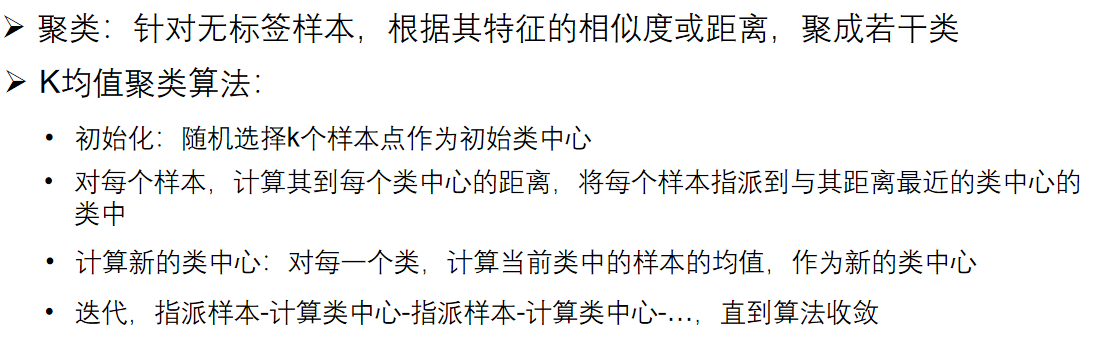 ➢ 聚类：针对无标签样本，根据其特征的相似度或距离，聚成若干类
➢ K均值聚类算法：
• 初始化：随机选择k个样本点作为初始类中心
• 对每个样本，计算其到每个类中心的距离，将每个样本指派到与其距离最近的类中心的
类中
• 计算新的类中心：对每一个类，计算当前类中的样本的均值，作为新的类中心
• 迭代，指派样本-计算类中心-指派样本-计算类中心-…，直到算法收敛